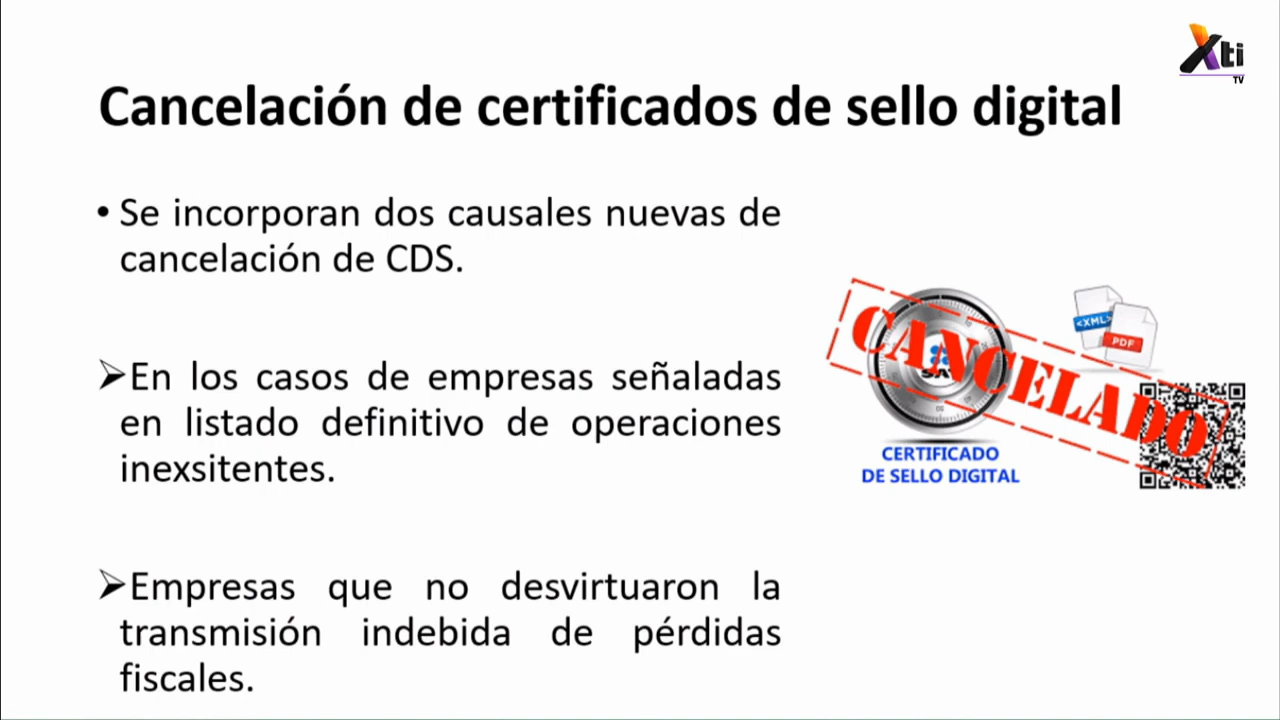 Xti
TV
Cancelación de certificados de sello digital
• Se incorporan dos causales nuevas de
cancelación de CDS.
➢En los casos de empresas señaladas
en listado definitivo de operaciones
inexsitentes.
➢Empresas que no desvirtuaron la
transmisión indebida de pérdidas
fiscales.
<XML>
PDF
SAT
CANCELADO
CERTIFICADO
DE SELLO DIGITAL